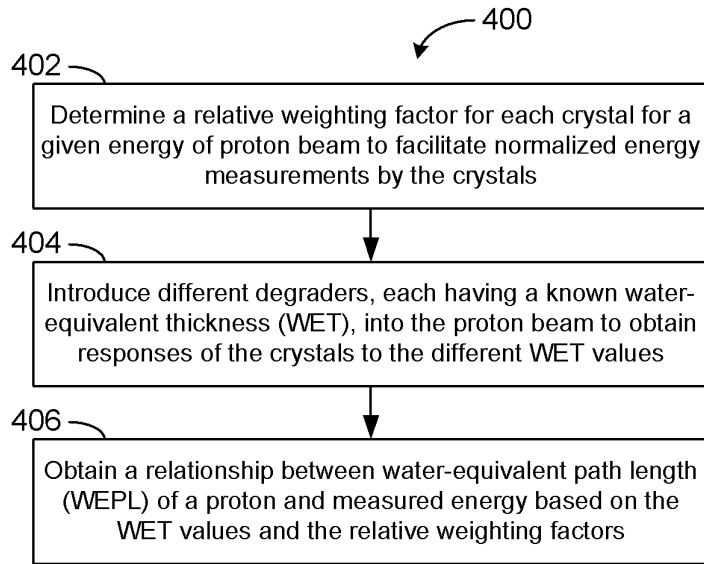 400
402
Determine a relative weighting factor for each crystal for a
given energy of proton beam to facilitate normalized energy
measurements by the crystals
404
Introduce different degraders, each having a known water-
equivalent thickness (WET), into the proton beam to obtain
responses of the crystals to the different WET values
406
Obtain a relationship between water-equivalent path length
(WEPL) of a proton and measured energy based on the
WET values and the relative weighting factors